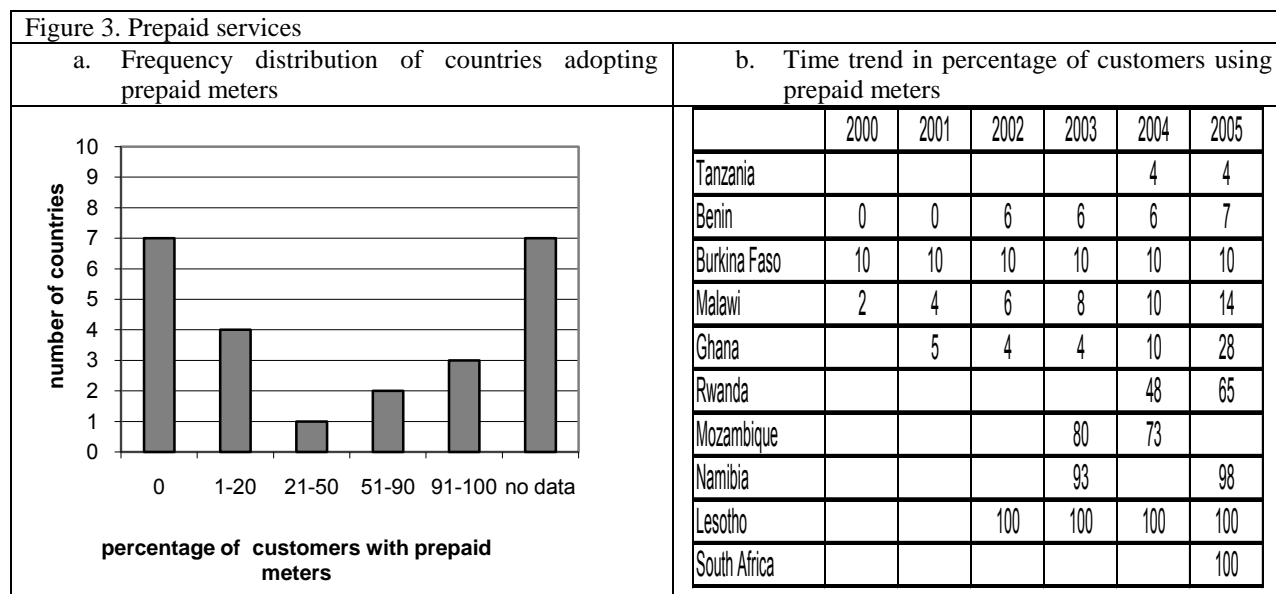 Figure 3. Prepaid services
a. Frequency distribution of countries adopting
prepaid meters
b. Time trend in percentage of customers using
prepaid meters
10
9
8
7
6
5
4
3
2
1
0
number of countries
0 1-20 21-50 51-90 91-100 no data
percentage of customers with prepaid
meters
2000 2001 2002 2003 2004 2005
Tanzania 4 4
Benin 0 0 6 6 6 7
Burkina Faso 10 10 10 10 10 10
Malawi 2 4 6 8 10 14
Ghana 5 4 4 10 28
Rwanda 48 65
Mozambique 80 73
Namibia 93 98
Lesotho 100 100 100 100
South Africa 100